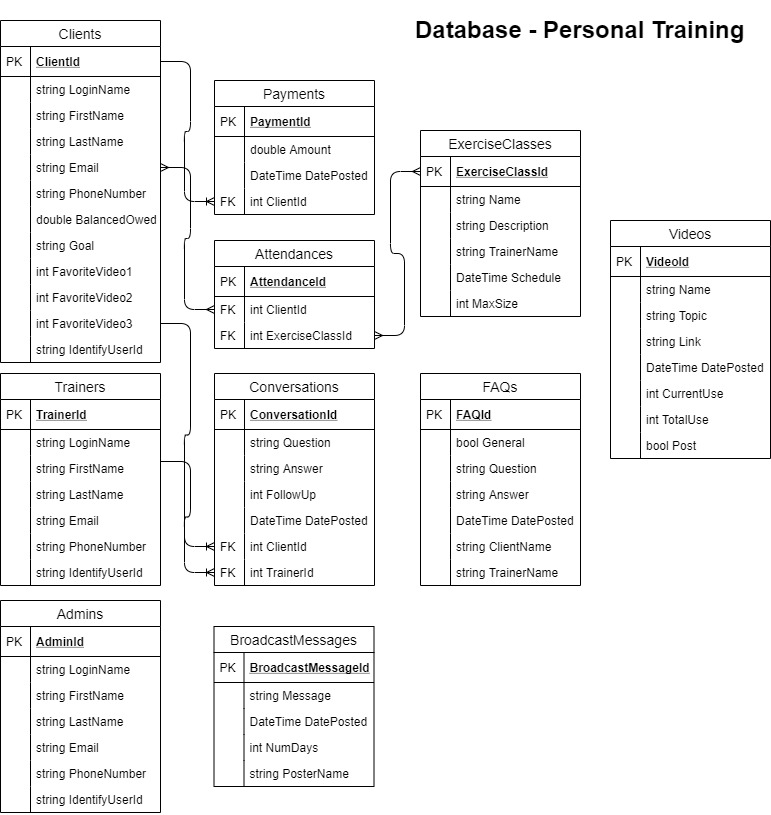 Database - Personal Training
Clients
PK ClientId
string LoginName
string FirstName
string LastName
string Email
string PhoneNumber
double BalancedOwed
string Goal
int FavoriteVideo1
int FavoriteVideo2
int FavoriteVideo3
string IdentifyUserId
Payments
PK PaymentId
double Amount
DateTime DatePosted
FK int ClientId
ExerciseClasses
PK ExerciseClassId
string Name
string Description
string TrainerName
DateTime Schedule
int MaxSize
Videos
PK VideoId
string Name
string Topic
string Link
DateTime DatePosted
int CurrentUse
int TotalUse
bool Post
Attendances
PK AttendanceId
FK int ClientId
FK int ExerciseClassId
Trainers
PK TrainerId
string LoginName
string FirstName
string LastName
string Email
string PhoneNumber
string IdentifyUserId
Conversations
PK ConversationId
string Question
string Answer
int FollowUp
DateTime DatePosted
FK int ClientId
FK int TrainerId
FAQs
PK FAQId
bool General
string Question
string Answer
DateTime DatePosted
string ClientName
string TrainerName
Admins
PK AdminId
string LoginName
string FirstName
string LastName
string Email
string PhoneNumber
string IdentifyUserId
BroadcastMessages
PK BroadcastMessageId
string Message
DateTime DatePosted
int NumDays
string PosterName